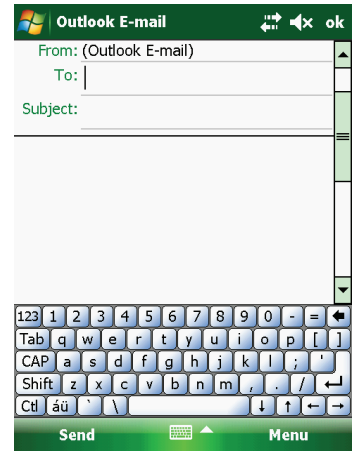 Outlook E-mail ok
From: (Outlook E-mail)
To:
Subject:
123 1 2 3 4 5 6 7 8 9 0 - = ←
Tab q w e r t y u i o p [ ]
CAP a s d f g h j k l ; '
Shift z x c v b n m , . / ↵
Ctl áü ` \ ↓ ↑ ← →
Send Menu